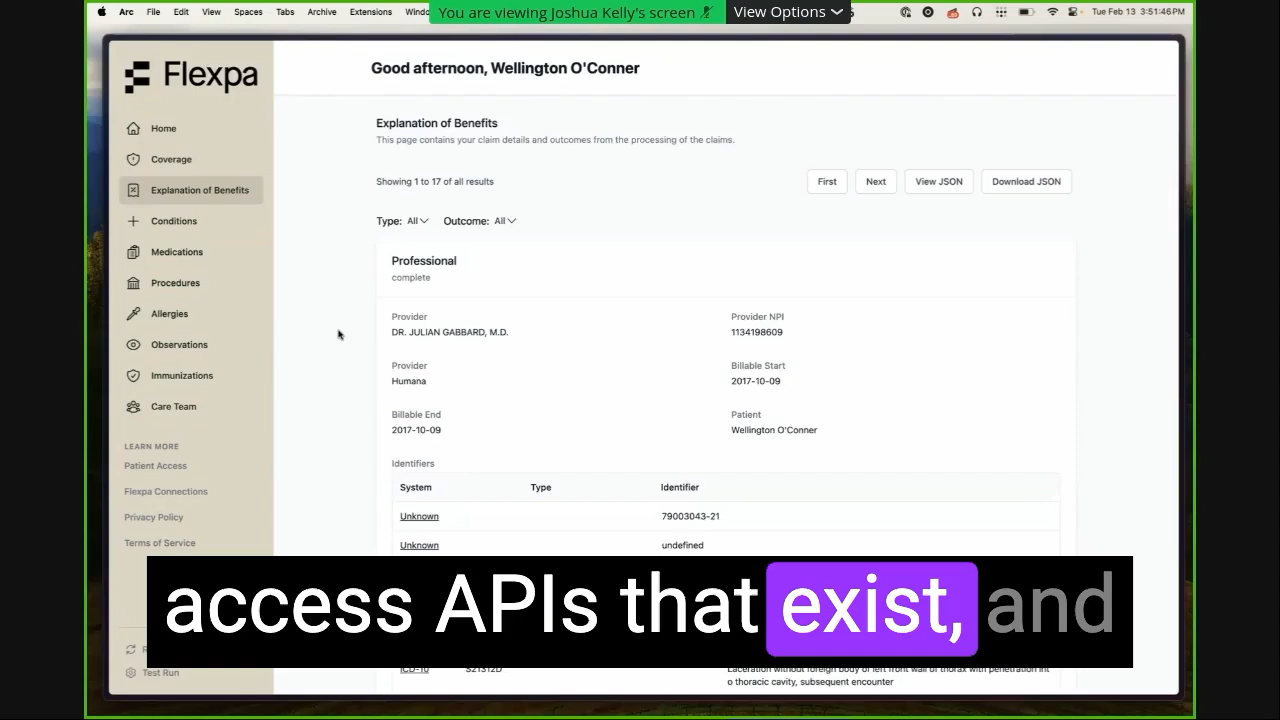 Arc File Edit View Spaces Tabs Archive Extensions You are viewing Joshua Kelly's screen View Options Tue Feb 13 3:51:46 PM
Flexpa
Good afternoon, Wellington O'Conner
Home
Coverage
Explanation of Benefits
Conditions
Medications
Procedures
Allergies
Observations
Immunizations
Care Team
LEARN MORE
Patient Access
Flexpa Connections
Privacy Policy
Terms of Service
Test Run
Explanation of Benefits
This page contains your claim details and outcomes from the processing of the claims.
Showing 1 to 17 of all results
First Next View JSON Download JSON
Type: All Outcome: All
Professional
complete
Provider Provider NPI
DR. JULIAN GABBARD, M.D. 1134198609
Provider Billable Start
Humana 2017-10-09
Billable End Patient
2017-10-09 Wellington O'Conner
Identifiers
System Type Identifier
Unknown 79003043-21
Unknown undefined
access APIs that exist, and
ICD-10 S21312D Laceration without foreign body of left front wall of thorax with penetration int
o thoracic cavity, subsequent encounter